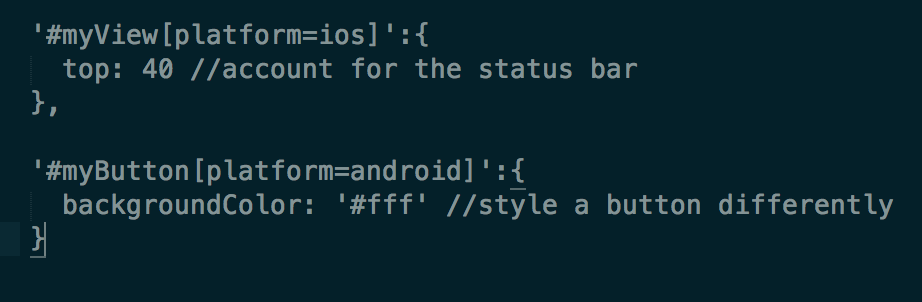 '#myView[platform=ios]':{
  top: 40 //account for the status bar
},

'#myButton[platform=android]':{
  backgroundColor: '#fff' //style a button differently
}